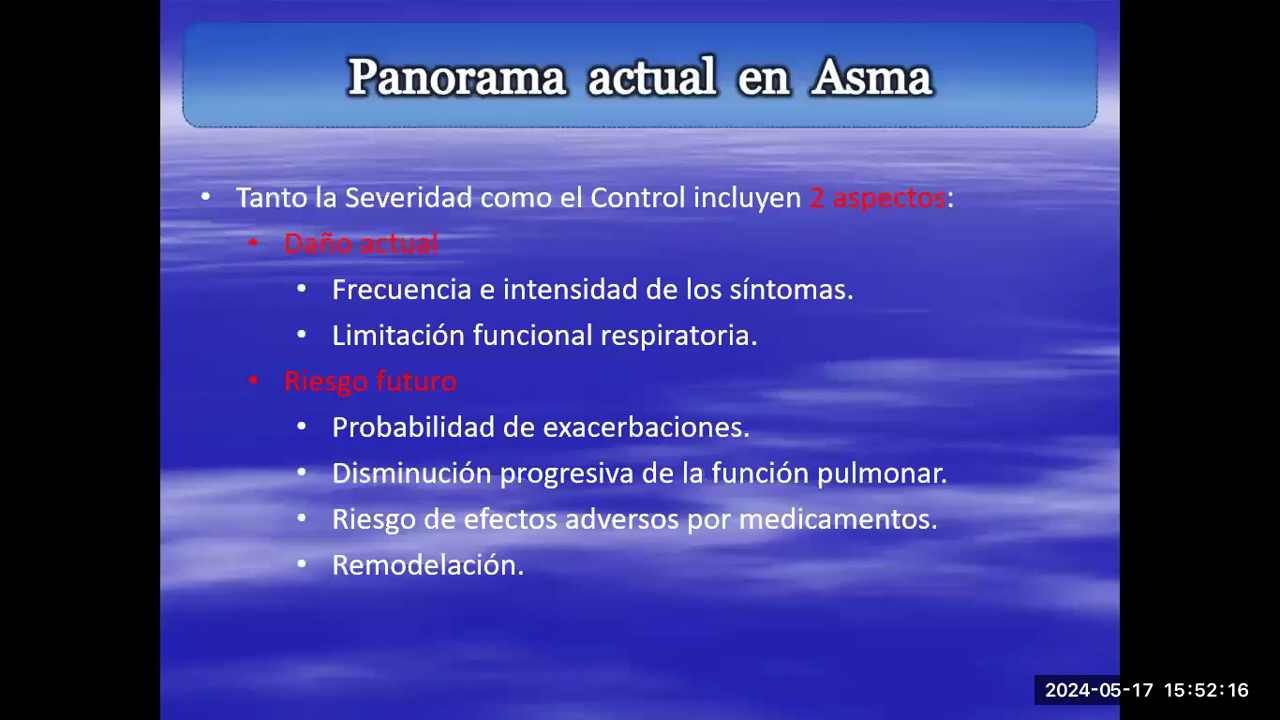 Panorama actual en Asma
• Tanto la Severidad como el Control incluyen 2 aspectos:
• Daño actual
• Frecuencia e intensidad de los síntomas.
• Limitación funcional respiratoria.
• Riesgo futuro
• Probabilidad de exacerbaciones.
• Disminución progresiva de la función pulmonar.
• Riesgo de efectos adversos por medicamentos.
• Remodelación.
2024-05-17 15:52:16